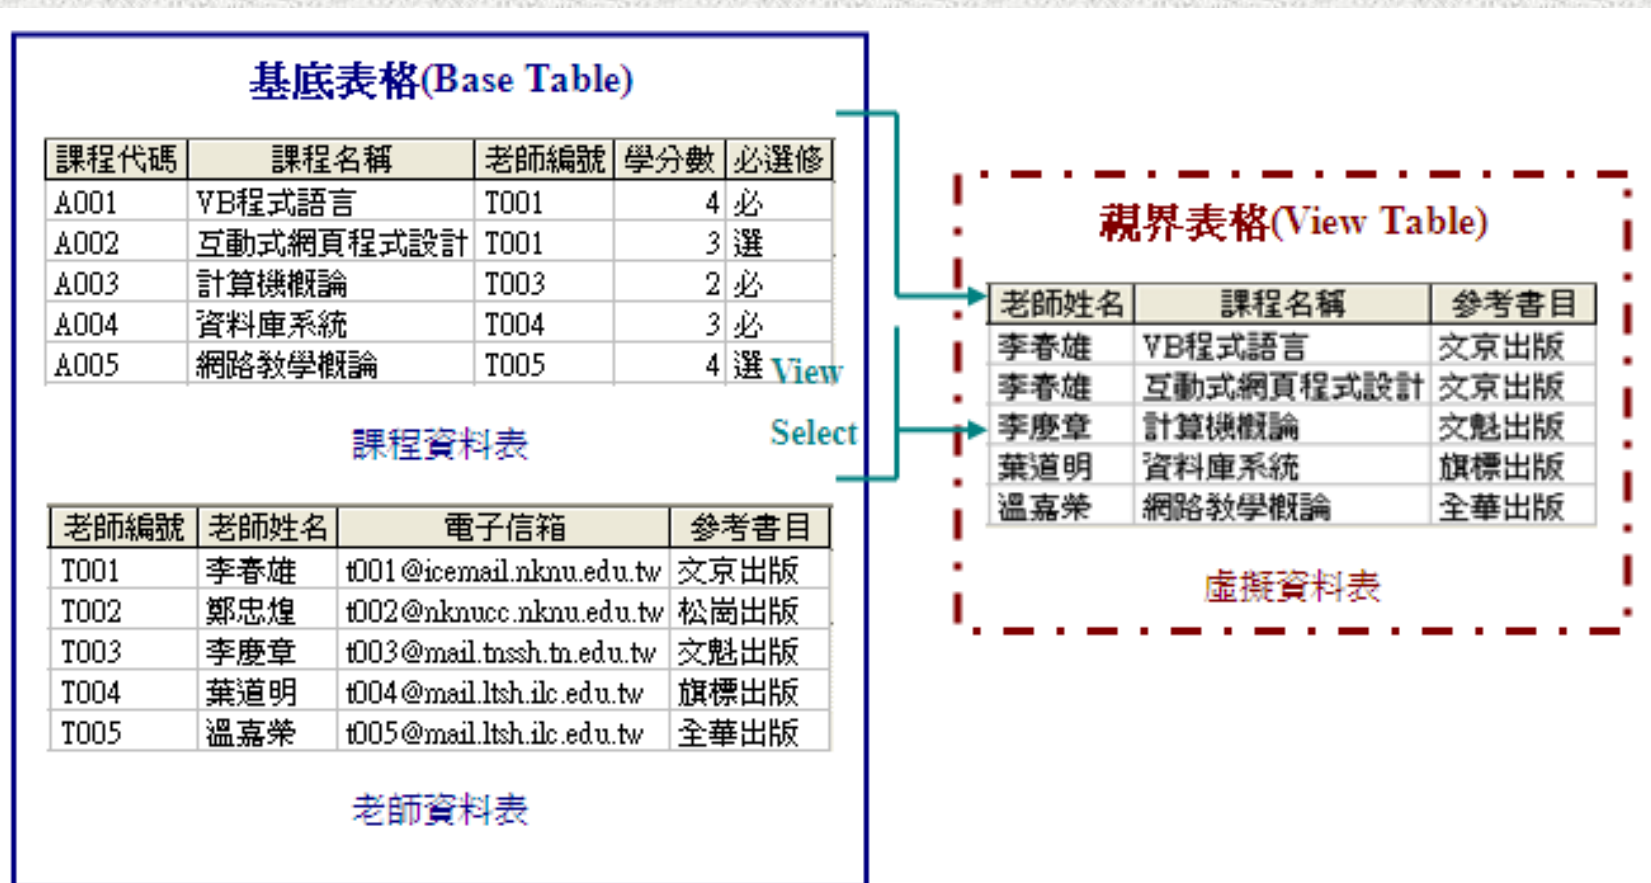 基底表格(Base Table)
課程代碼 課程名稱 老師編號 學分數 必選修
A001 VB程式語言 T001 4 必
A002 互動式網頁程式設計 T001 3 選
A003 計算機概論 T003 2 必
A004 資料庫系統 T004 3 必
A005 網路教學概論 T005 4 選
課程資料表
View
Select
老師編號 老師姓名 電子信箱 參考書目
T001 李春雄 t001@icemail.nknu.edu.tw 文京出版
T002 鄭忠煌 t002@nknucc.nknu.edu.tw 松崗出版
T003 李慶章 t003@mail.tnssh.tn.edu.tw 文魁出版
T004 葉道明 t004@mail.ltsh.ilc.edu.tw 旗標出版
T005 溫嘉榮 t005@mail.ltsh.ilc.edu.tw 全華出版
老師資料表
視界表格(View Table)
老師姓名 課程名稱 參考書目
李春雄 VB程式語言 文京出版
李春雄 互動式網頁程式設計 文京出版
李慶章 計算機概論 文魁出版
葉道明 資料庫系統 旗標出版
溫嘉榮 網路教學概論 全華出版
虛擬資料表